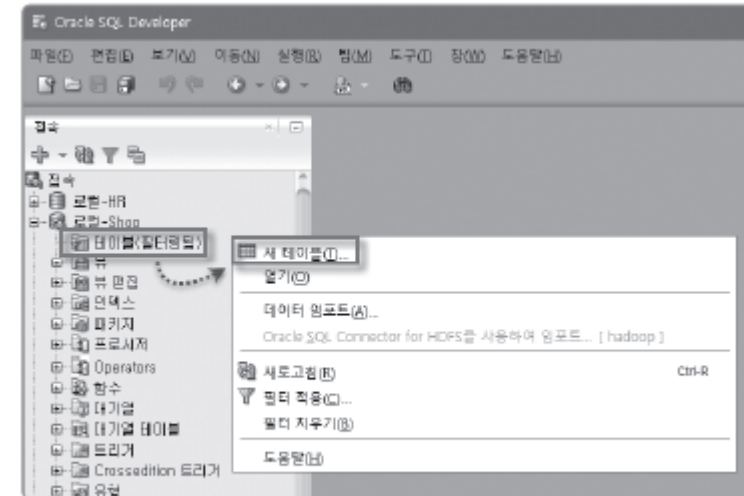 Oracle SQL Developer
파일(F) 편집(E) 보기(V) 이동(N) 실행(R) 팀(M) 도구(T) 창(W) 도움말(H)
접속
접속
로컬-HR
로컬-Shop
테이블(필터링됨)
뷰
뷰 편집
인덱스
패키지
프로시저
Operators
함수
대기열
대기열 테이블
트리거
Crossedition 트리거
유형
새 테이블(T)...
열기(O)
데이터 임포트(A)...
Oracle SQL Connector for HDFS를 사용하여 임포트... [ hadoop ]
새로고침(R) Ctrl-R
필터 적용(C)...
필터 지우기(B)
도움말(H)